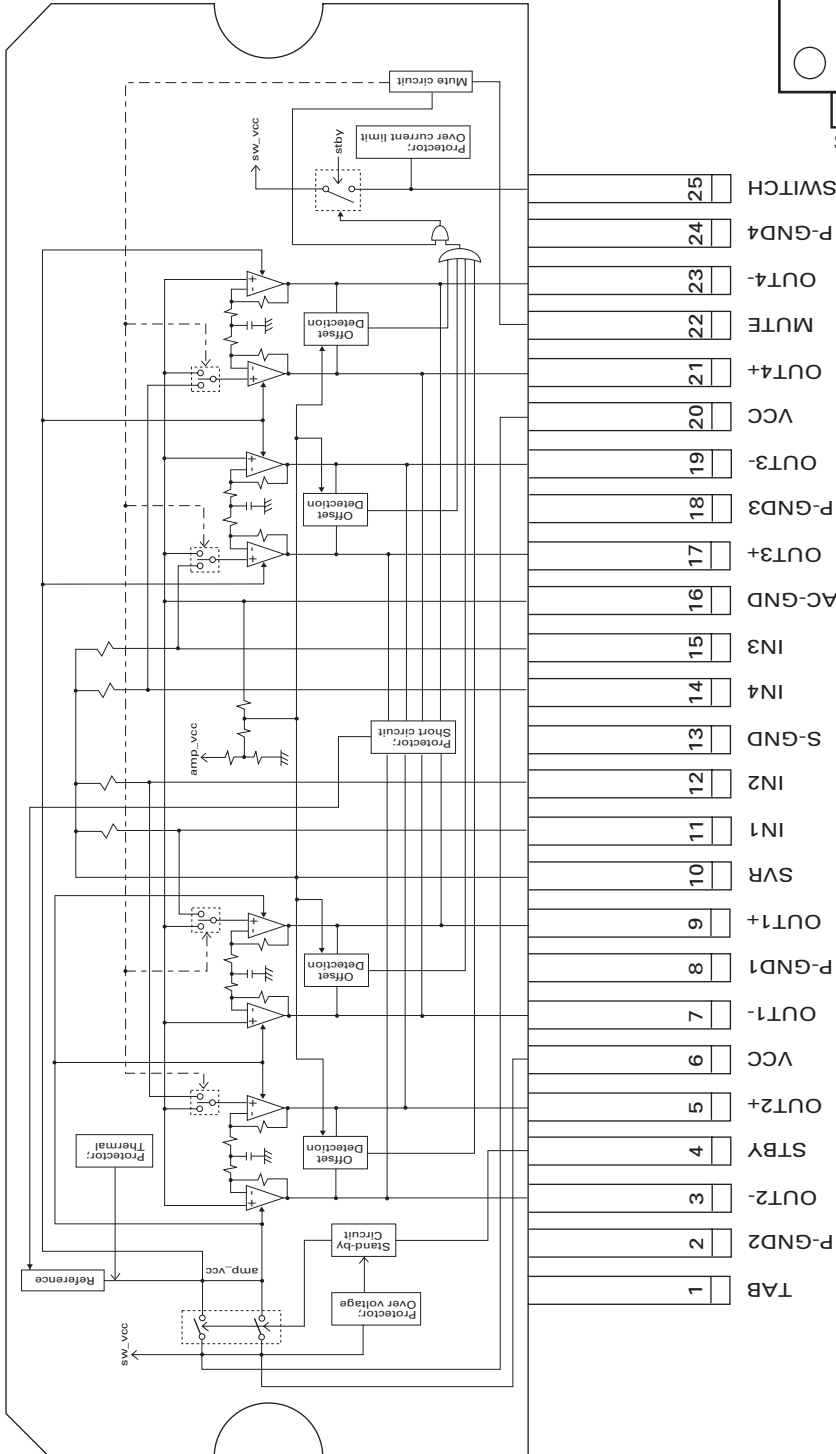 Mute circuit
sw_vcc
stby
Protector;
Over current limit
25 SWITCH
24 P-GND4
23 OUT4-
22 MUTE
21 OUT4+
20 VCC
19 OUT3-
18 P-GND3
17 OUT3+
16 AC-GND
15 IN3
14 IN4
13 S-GND
12 IN2
11 IN1
10 SVR
9 OUT1+
8 P-GND1
7 OUT1-
6 VCC
5 OUT2+
4 STBY
3 OUT2-
2 P-GND2
1 TAB
+
-
-
+
Offset
Detection
+
-
-
+
Offset
Detection
amp_vcc
Protector;
Short circuit
+
-
-
+
Offset
Detection
+
-
-
+
Offset
Detection
Protector;
Thermal
Stand-by
Circuit
amp_vcc
Reference
Protector;
Over voltage
sw_vcc